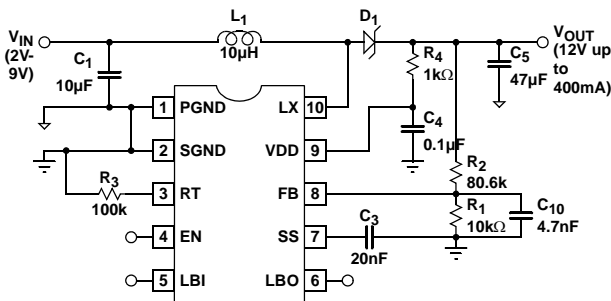 L1
10µH
D1
VIN
(2V-
9V)
C1
10µF
R4
1kΩ
C5
47µF
VOUT
(12V up
to
400mA)
1 PGND
LX 10
C4
0.1µF
2 SGND
VDD 9
R2
80.6k
R3
100k
3 RT
FB 8
R1
10kΩ
C10
4.7nF
4 EN
SS 7
C3
20nF
5 LBI
LBO 6